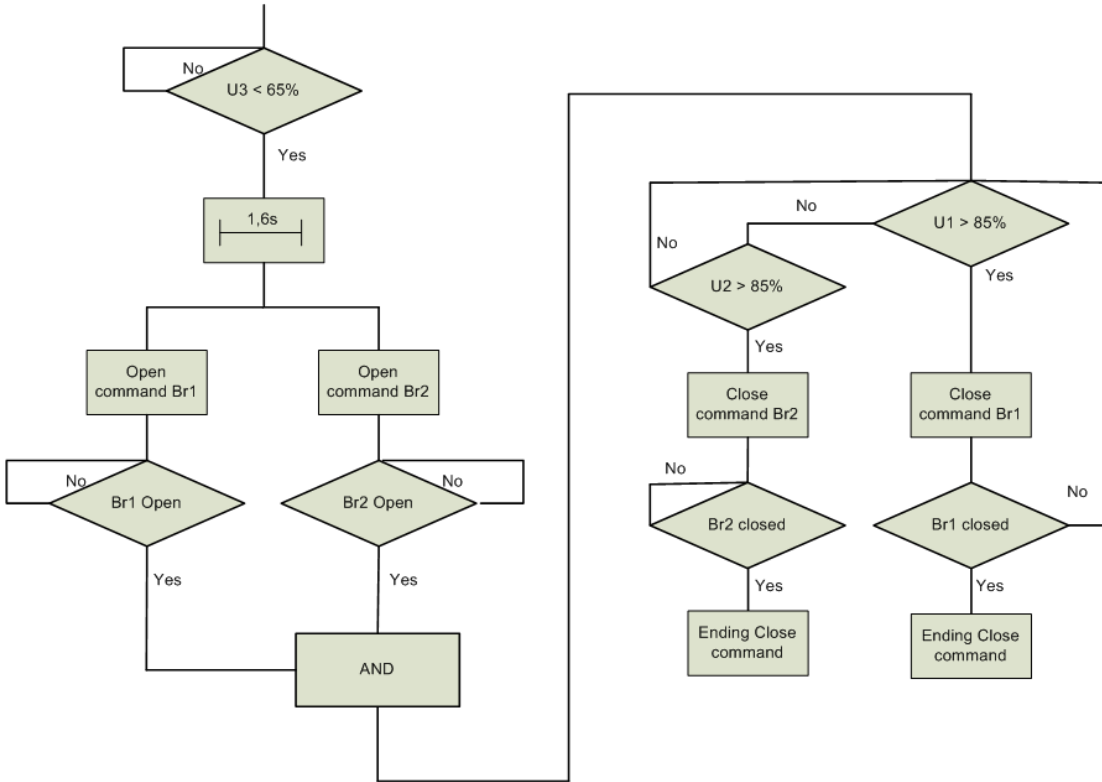 No
U3 < 65%
Yes
1,6s
Open
command Br1
Open
command Br2
No
Br1 Open
No
Br2 Open
Yes
Yes
AND
No
U1 > 85%
No
U2 > 85%
Yes
Yes
Close
command Br2
Close
command Br1
No
Br2 closed
Br1 closed
No
Yes
Yes
Ending Close
command
Ending Close
command